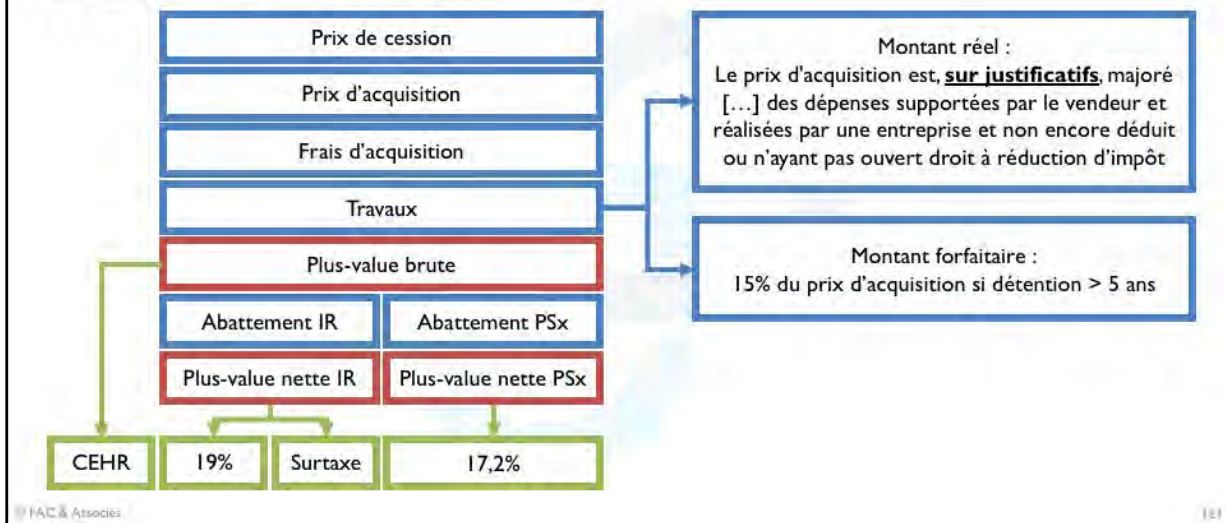 Prix de cession
Prix d'acquisition
Frais d'acquisition
Travaux
Plus-value brute
Abattement IR
Abattement PSx
Plus-value nette IR
Plus-value nette PSx
CEHR
19%
Surtaxe
17,2%
Montant réel :
Le prix d'acquisition est, sur justificatifs, majoré
[…] des dépenses supportées par le vendeur et
réalisées par une entreprise et non encore déduit
ou n'ayant pas ouvert droit à réduction d'impôt
Montant forfaitaire :
15% du prix d'acquisition si détention > 5 ans
© FAC & Associés